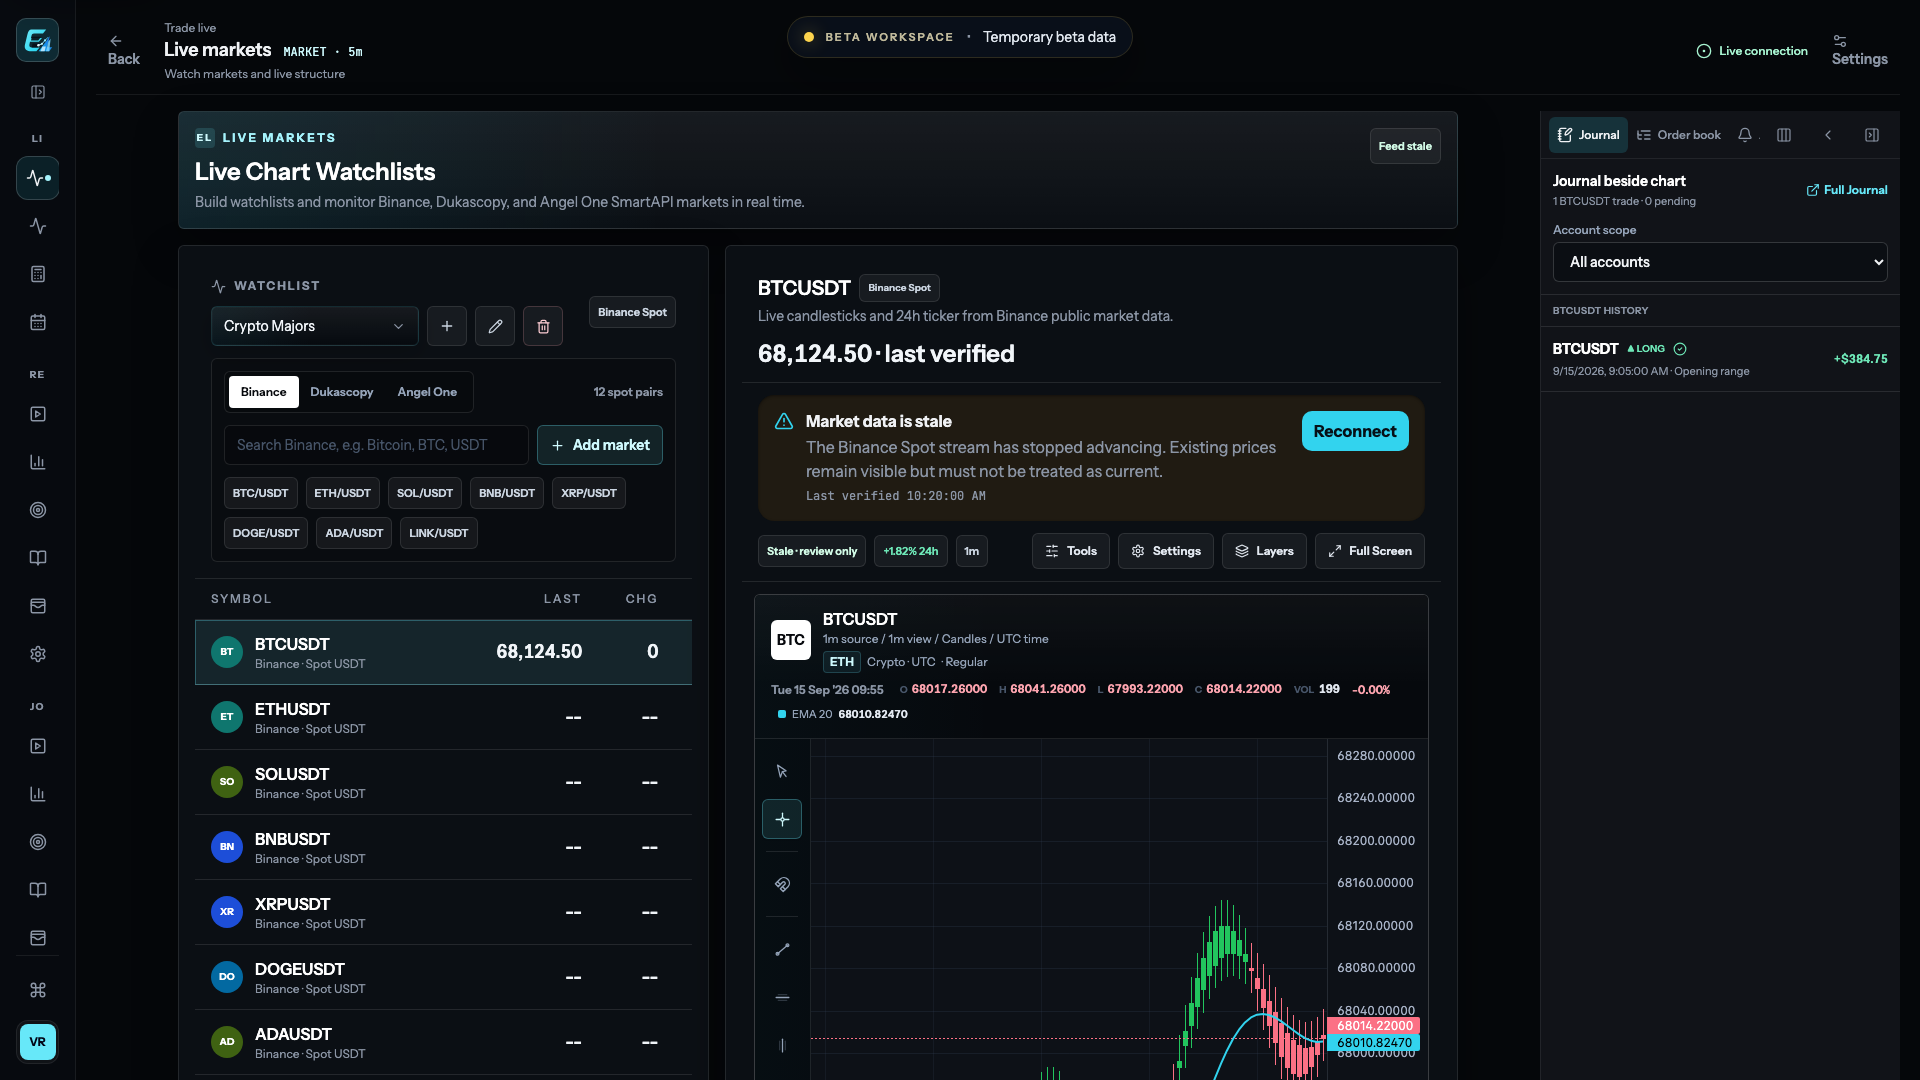 Back
Trade live
Live markets MARKET · 5m
Watch markets and live structure
BETA WORKSPACE · Temporary beta data
Live connection
Settings
LI
RE
JO
VR
EL LIVE MARKETS
Live Chart Watchlists
Build watchlists and monitor Binance, Dukascopy, and Angel One SmartAPI markets in real time.
Feed stale
WATCHLIST
Crypto Majors
Binance Spot
Binance Dukascopy Angel One 12 spot pairs
Search Binance, e.g. Bitcoin, BTC, USDT
Add market
BTC/USDT ETH/USDT SOL/USDT BNB/USDT XRP/USDT
DOGE/USDT ADA/USDT LINK/USDT
SYMBOL LAST CHG
BT BTCUSDT 68,124.50 0
Binance · Spot USDT
ET ETHUSDT -- --
Binance · Spot USDT
SO SOLUSDT -- --
Binance · Spot USDT
BN BNBUSDT -- --
Binance · Spot USDT
XR XRPUSDT -- --
Binance · Spot USDT
DO DOGEUSDT -- --
Binance · Spot USDT
AD ADAUSDT -- --
Binance · Spot USDT
BTCUSDT Binance Spot
Live candlesticks and 24h ticker from Binance public market data.
68,124.50 · last verified
Market data is stale
The Binance Spot stream has stopped advancing. Existing prices
remain visible but must not be treated as current.
Last verified 10:20:00 AM
Reconnect
Stale · review only +1.82% 24h 1m
Tools Settings Layers Full Screen
BTC
BTCUSDT
1m source / 1m view / Candles / UTC time
ETH Crypto · UTC · Regular
Tue 15 Sep '26 09:55 O 68017.26000 H 68041.26000 L 67993.22000 C 68014.22000 VOL 199 -0.00%
EMA 20 68010.82470
68280.00000
68240.00000
68200.00000
68160.00000
68120.00000
68080.00000
68040.00000
68014.22000
68010.82470
68000.00000
Journal Order book
Journal beside chart
1 BTCUSDT trade · 0 pending
Full Journal
Account scope
All accounts
BTCUSDT HISTORY
BTCUSDT ▲ LONG
9/15/2026, 9:05:00 AM · Opening range
+$384.75